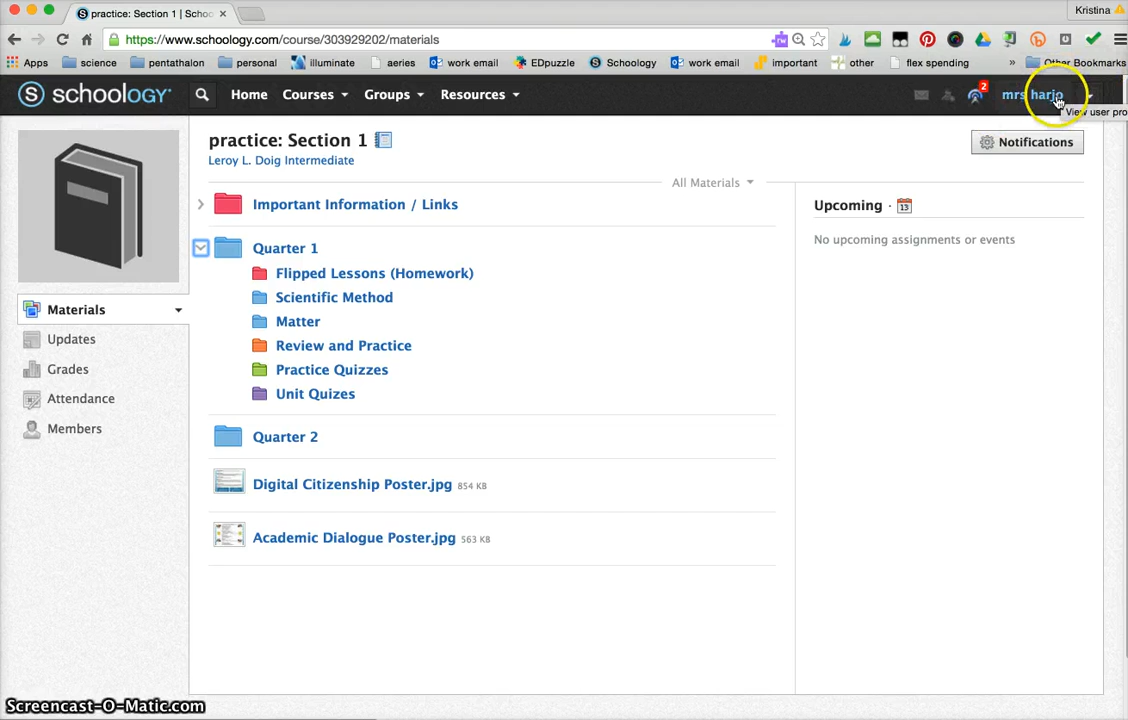 practice: Section 1 | Schoo
Kristina
https://www.schoology.com/course/303929202/materials
Apps science pentathalon personal illuminate aeries work email EDpuzzle Schoology work email important other flex spending » Other Bookmarks
S schoology Home Courses Groups Resources 2 mrs harjo
View user pro
practice: Section 1
Leroy L. Doig Intermediate
Notifications
All Materials
Important Information / Links
Upcoming · 13
No upcoming assignments or events
Quarter 1
Flipped Lessons (Homework)
Scientific Method
Matter
Review and Practice
Practice Quizzes
Unit Quizes
Materials
Updates
Grades
Attendance
Members
Quarter 2
Digital Citizenship Poster.jpg 854 KB
Academic Dialogue Poster.jpg 563 KB
Screencast-O-Matic.com